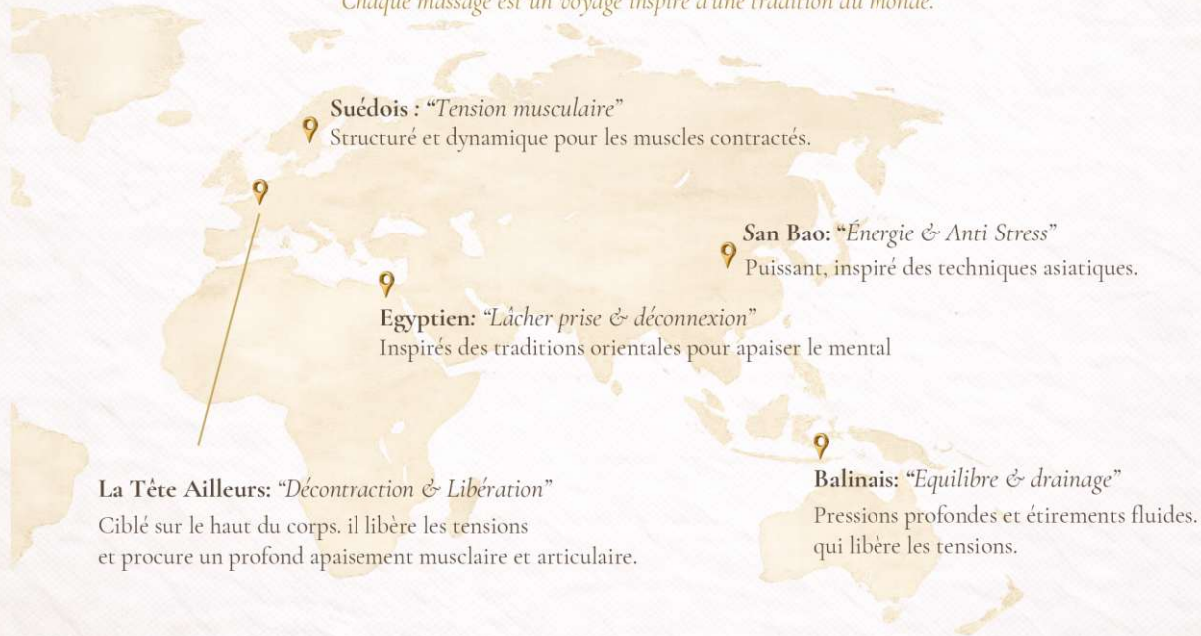 Chaque massage est un voyage inspiré d'une tradition du monde.
Suédois : “Tension musculaire”
Structuré et dynamique pour les muscles contractés.
San Bao: “Énergie & Anti Stress”
Puissant, inspiré des techniques asiatiques.
Egyptien: “Lâcher prise & déconnexion”
Inspirés des traditions orientales pour apaiser le mental
La Tête Ailleurs: “Décontraction & Libération”
Ciblé sur le haut du corps. il libère les tensions
et procure un profond apaisement musclaire et articulaire.
Balinais: “Equilibre & drainage”
Pressions profondes et étirements fluides.
qui libère les tensions.